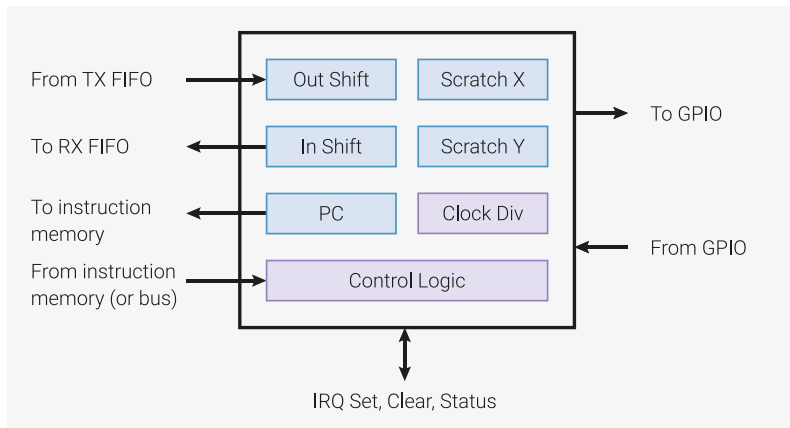 From TX FIFO
Out Shift
Scratch X
To GPIO
To RX FIFO
In Shift
Scratch Y
To instruction
memory
PC
Clock Div
From GPIO
From instruction
memory (or bus)
Control Logic
IRQ Set, Clear, Status